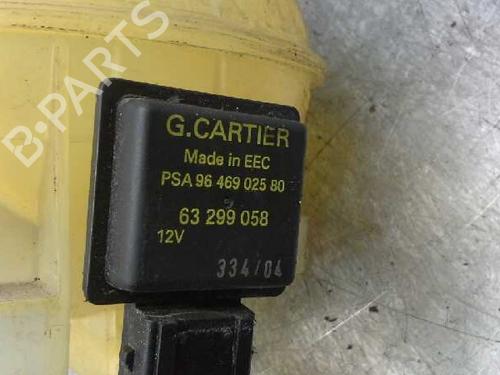 B-PARTS
G.CARTIER
Made in EEC
PSA 96 469 025 80
63 299 058
12V
334/04